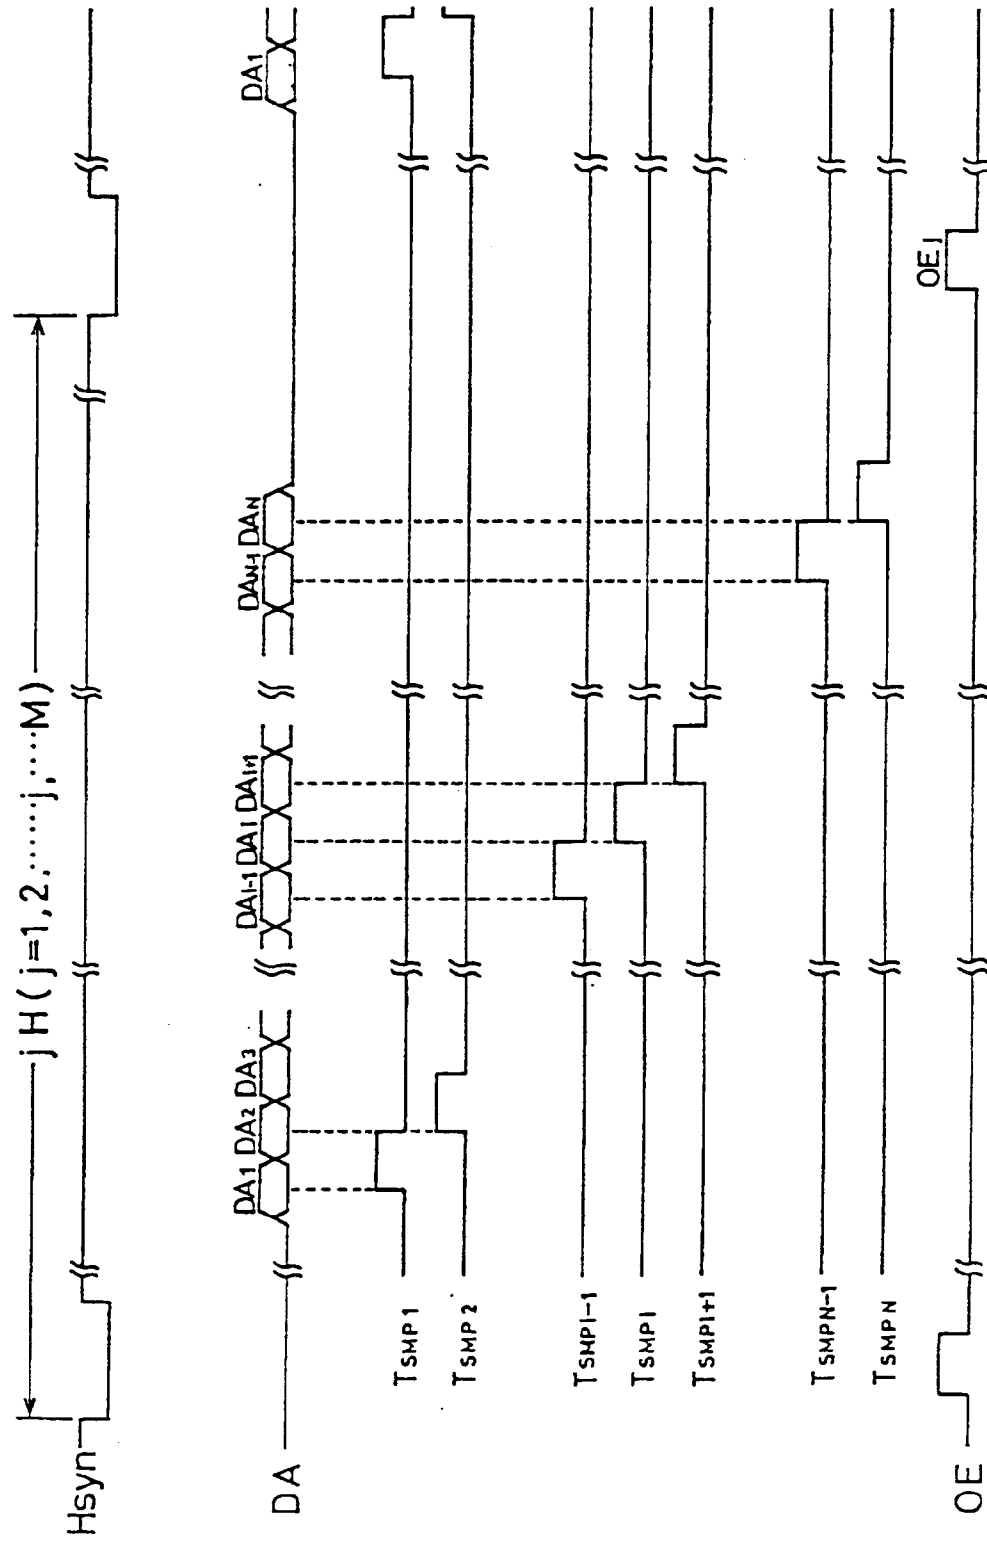 jH(j=1,2,······j,····M)
Hsyn
DA1 DA2 DA3 DAi-1 DAi DAi+1 DAN-1 DAN DA1
DA
TSMP1
TSMP2
TSMPi-1
TSMPi
TSMPi+1
TSMPN-1
TSMPN
OEj
OE